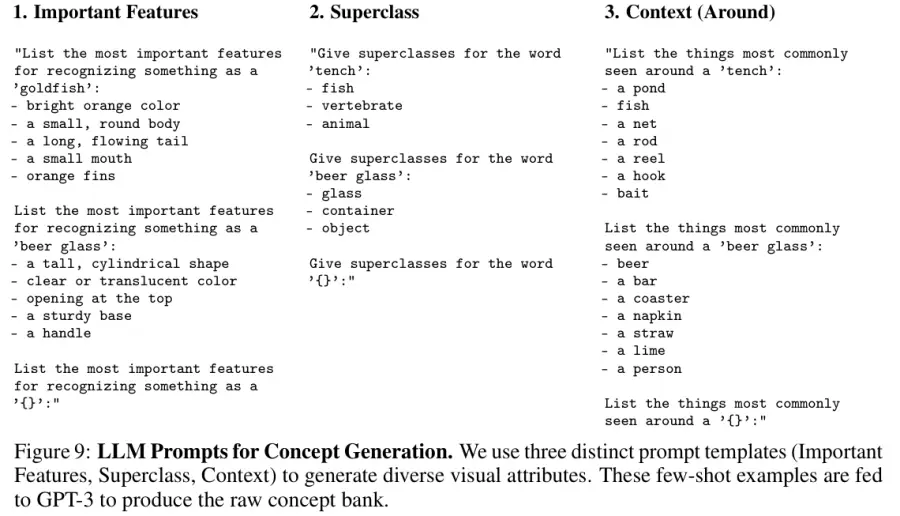 1. Important Features
"List the most important features
for recognizing something as a
’goldfish’:
- bright orange color
- a small, round body
- a long, flowing tail
- a small mouth
- orange fins
List the most important features
for recognizing something as a
’beer glass’:
- a tall, cylindrical shape
- clear or translucent color
- opening at the top
- a sturdy base
- a handle
List the most important features
for recognizing something as a
’{}’:"
2. Superclass
"Give superclasses for the word
’tench’:
- fish
- vertebrate
- animal
Give superclasses for the word
’beer glass’:
- glass
- container
- object
Give superclasses for the word
’{}’:"
3. Context (Around)
"List the things most commonly
seen around a ’tench’:
- a pond
- fish
- a net
- a rod
- a reel
- a hook
- bait
List the things most commonly
seen around a ’beer glass’:
- beer
- a bar
- a coaster
- a napkin
- a straw
- a lime
- a person
List the things most commonly
seen around a ’{}’:"
Figure 9: LLM Prompts for Concept Generation. We use three distinct prompt templates (Important
Features, Superclass, Context) to generate diverse visual attributes. These few-shot examples are fed
to GPT-3 to produce the raw concept bank.